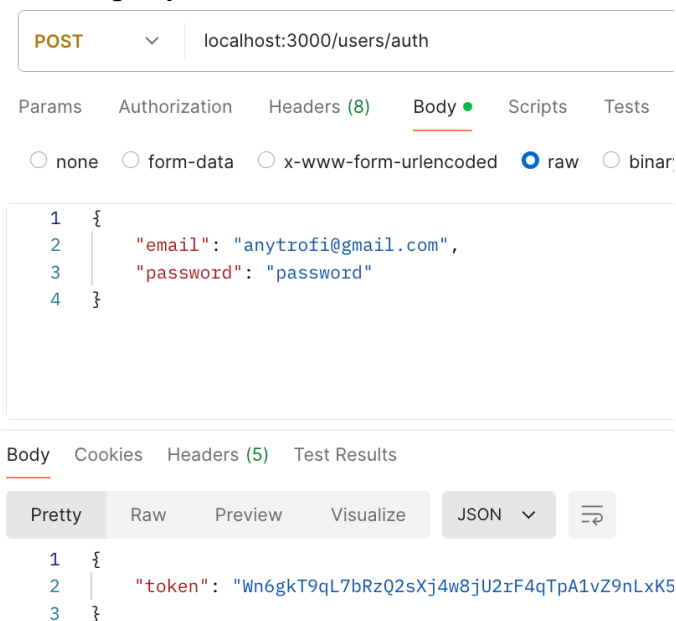 POST localhost:3000/users/auth
Params Authorization Headers (8) Body Scripts Tests
none form-data x-www-form-urlencoded raw binary
1 {
2 "email": "anytrofi@gmail.com",
3 "password": "password"
4 }
Body Cookies Headers (5) Test Results
Pretty Raw Preview Visualize JSON
1 {
2 "token": "Wn6gkT9qL7bRzQ2sXj4w8jU2rF4qTpA1vZ9nLxK5
3 }